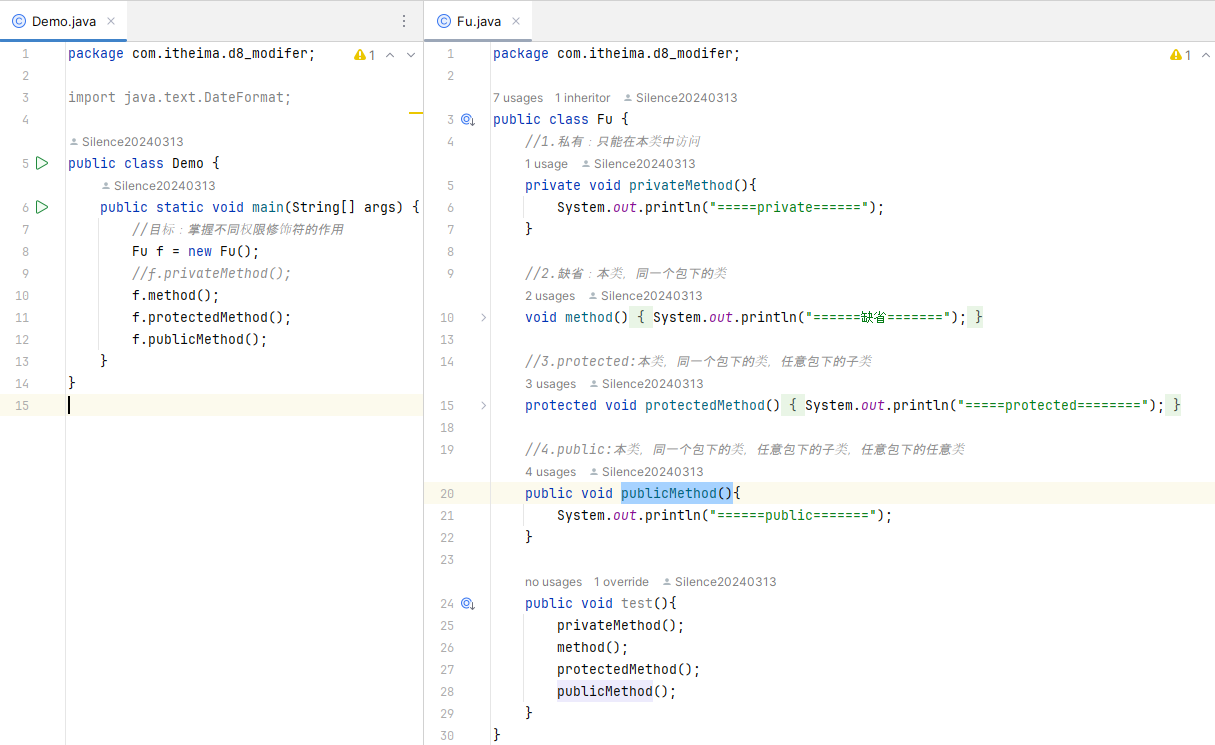 Demo.java
1 package com.itheima.d8_modifer; 1
2
3 import java.text.DateFormat;
4
Silence20240313
5 public class Demo {
Silence20240313
6 public static void main(String[] args) {
7 //目标：掌握不同权限修饰符的作用
8 Fu f = new Fu();
9 //f.privateMethod();
10 f.method();
11 f.protectedMethod();
12 f.publicMethod();
13 }
14 }
15
Fu.java
1 package com.itheima.d8_modifer; 1
2
7 usages 1 inheritor Silence20240313
3 public class Fu {
4 //1.私有：只能在本类中访问
1 usage Silence20240313
5 private void privateMethod(){
6 System.out.println("=====private======");
7 }
8
9 //2.缺省：本类，同一个包下的类
2 usages Silence20240313
10 void method() { System.out.println("======缺省======="); }
13
14 //3.protected:本类，同一个包下的类，任意包下的子类
3 usages Silence20240313
15 protected void protectedMethod() { System.out.println("=====protected========"); }
18
19 //4.public:本类，同一个包下的类，任意包下的子类，任意包下的任意类
4 usages Silence20240313
20 public void publicMethod(){
21 System.out.println("======public=======");
22 }
23
no usages 1 override Silence20240313
24 public void test(){
25 privateMethod();
26 method();
27 protectedMethod();
28 publicMethod();
29 }
30 }